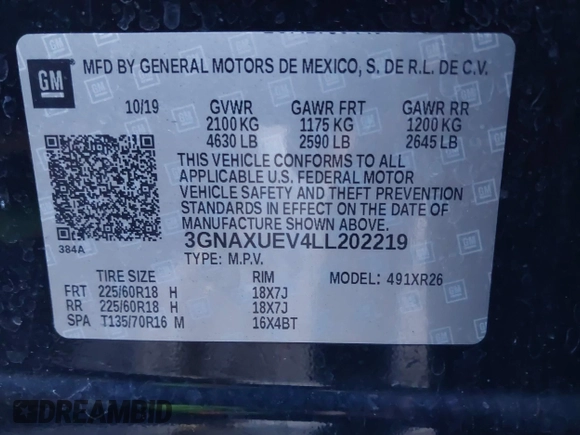 GM
MFD BY GENERAL MOTORS DE MEXICO, S. DE R.L. DE C.V.
10/19 GVWR GAWR FRT GAWR RR
2100 KG 1175 KG 1200 KG
4630 LB 2590 LB 2645 LB
THIS VEHICLE CONFORMS TO ALL
APPLICABLE U.S. FEDERAL MOTOR
VEHICLE SAFETY AND THEFT PREVENTION
STANDARDS IN EFFECT ON THE DATE OF
MANUFACTURE SHOWN ABOVE.
384A
3GNAXUEV4LL202219
TYPE: M.P.V.
TIRE SIZE RIM MODEL: 491XR26
FRT 225/60R18 H 18X7J
RR 225/60R18 H 18X7J
SPA T135/70R16 M 16X4BT
DREAMBID